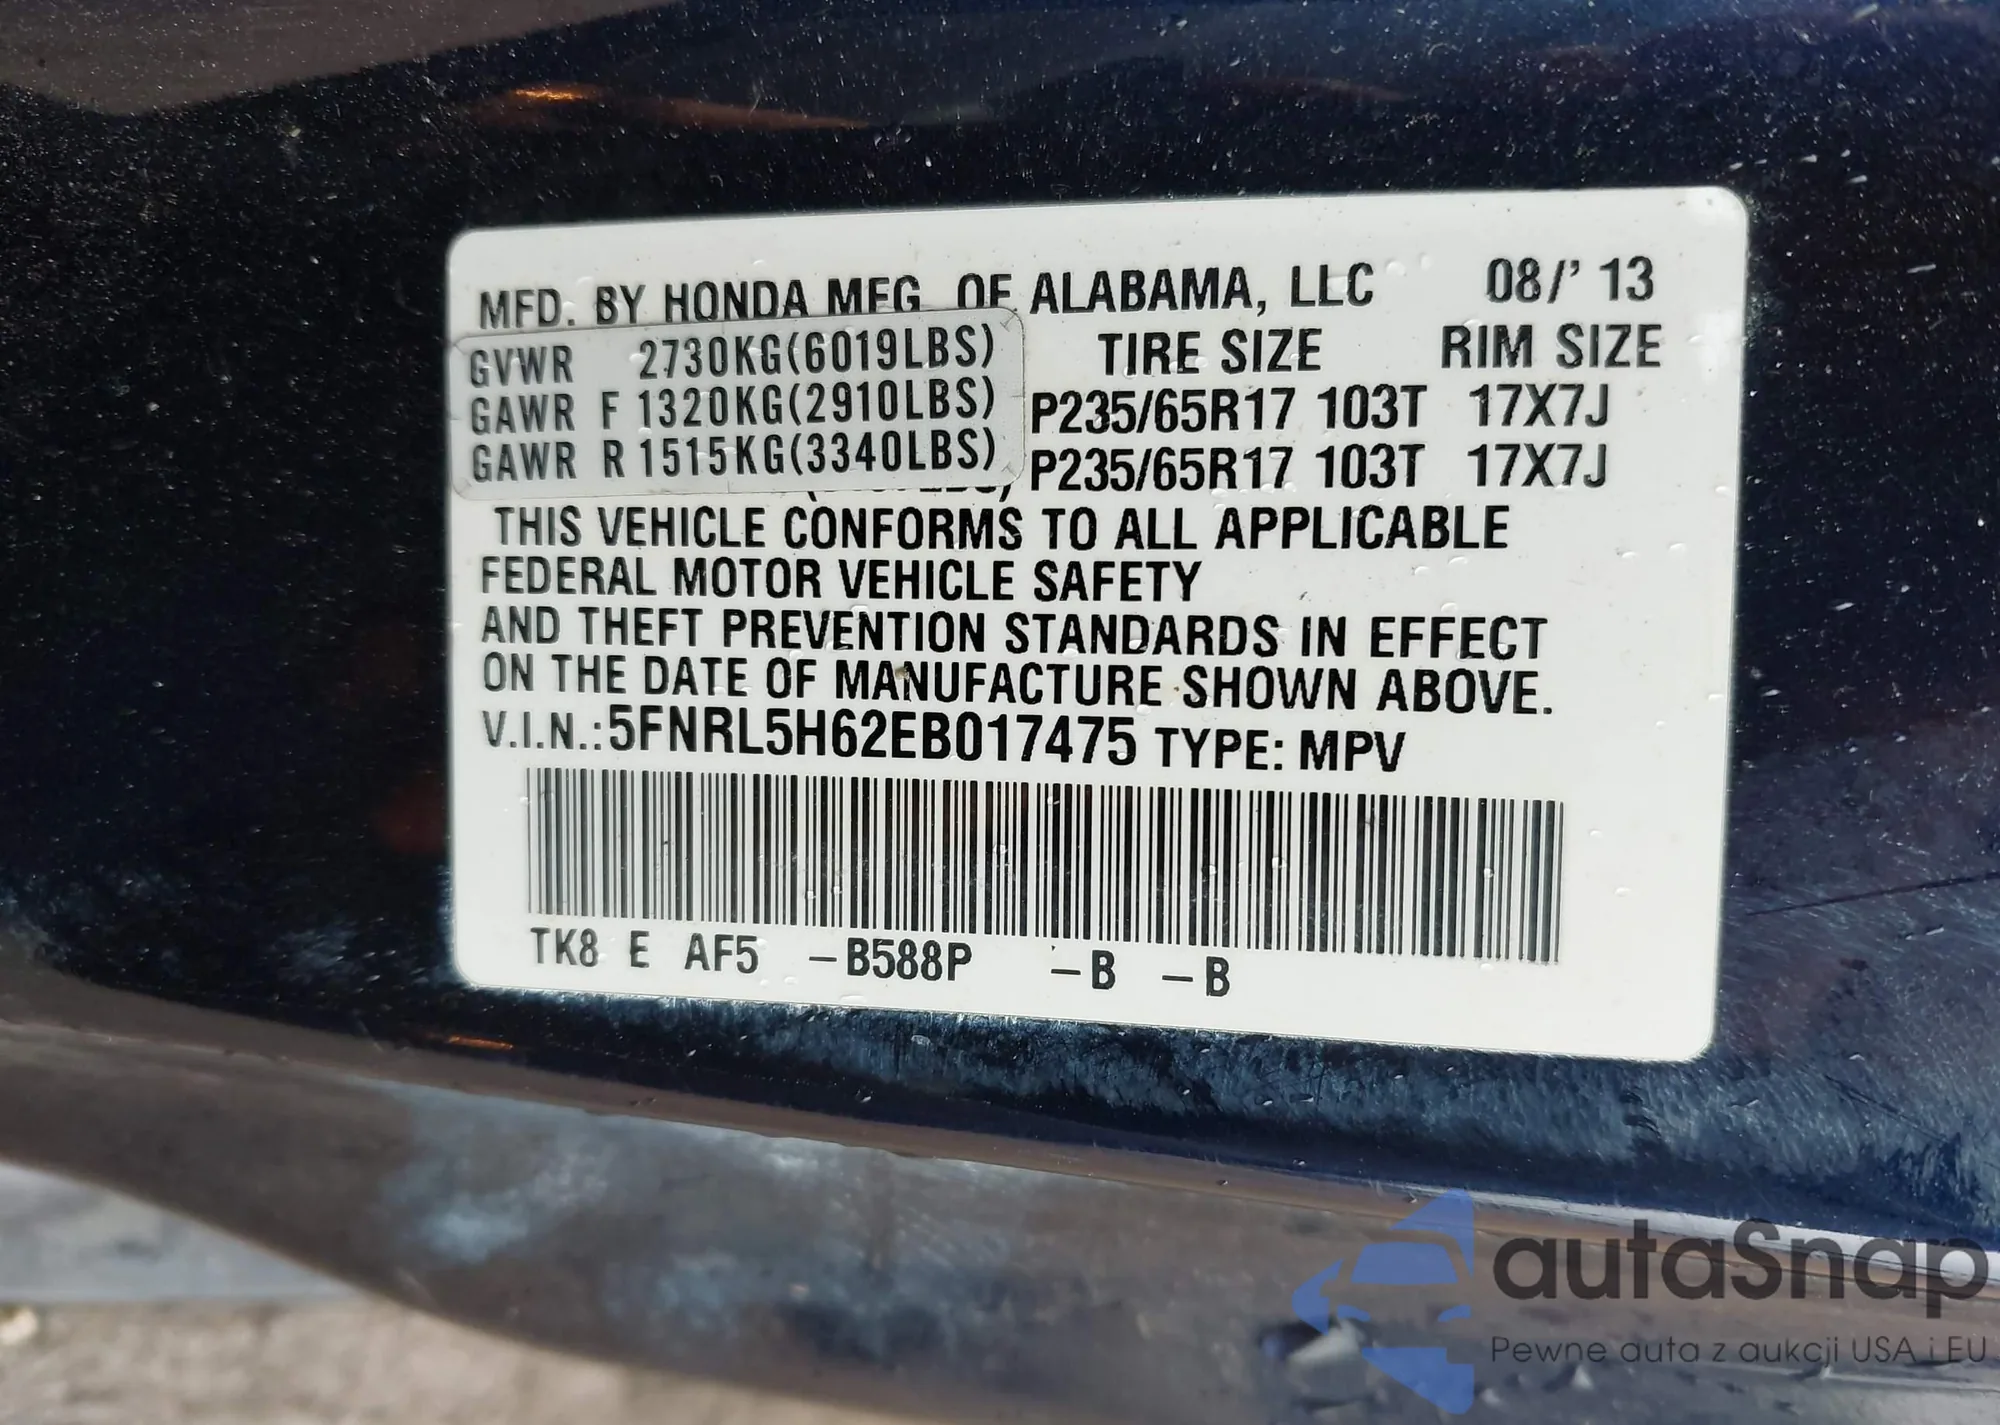 MFD. BY HONDA MFG. OF ALABAMA, LLC 08/' 13
GVWR 2730KG(6019LBS) TIRE SIZE RIM SIZE
GAWR F 1320KG(2910LBS) P235/65R17 103T 17X7J
GAWR R 1515KG(3340LBS) P235/65R17 103T 17X7J
THIS VEHICLE CONFORMS TO ALL APPLICABLE
FEDERAL MOTOR VEHICLE SAFETY
AND THEFT PREVENTION STANDARDS IN EFFECT
ON THE DATE OF MANUFACTURE SHOWN ABOVE.
V.I.N.:5FNRL5H62EB017475 TYPE: MPV
TK8 E AF5 –B588P –B –B
autaSnap
Pewne auta z aukcji USA i EU